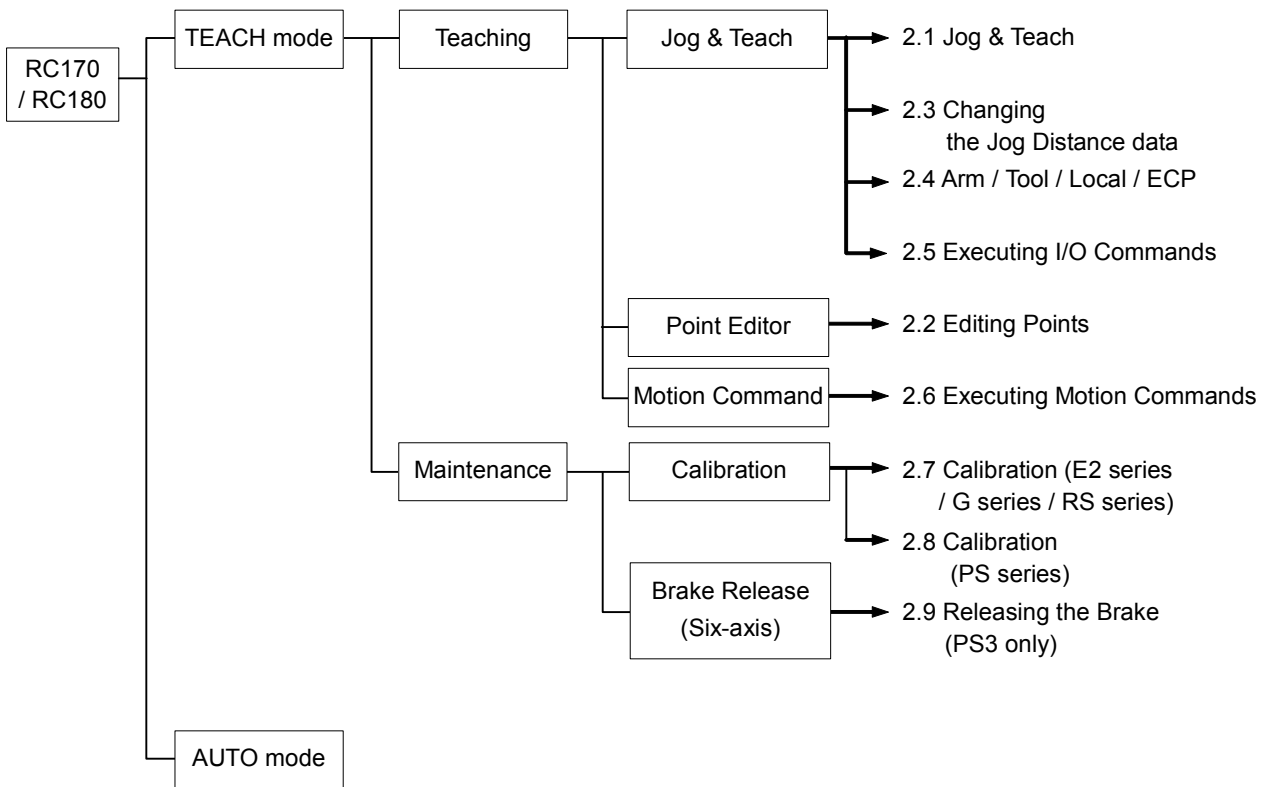 RC170
/ RC180
TEACH mode
Teaching
Jog & Teach
2.1 Jog & Teach
2.3 Changing
the Jog Distance data
2.4 Arm / Tool / Local / ECP
2.5 Executing I/O Commands
Point Editor
2.2 Editing Points
Motion Command
2.6 Executing Motion Commands
Maintenance
Calibration
2.7 Calibration (E2 series
/ G series / RS series)
2.8 Calibration
(PS series)
Brake Release
(Six-axis)
2.9 Releasing the Brake
(PS3 only)
AUTO mode